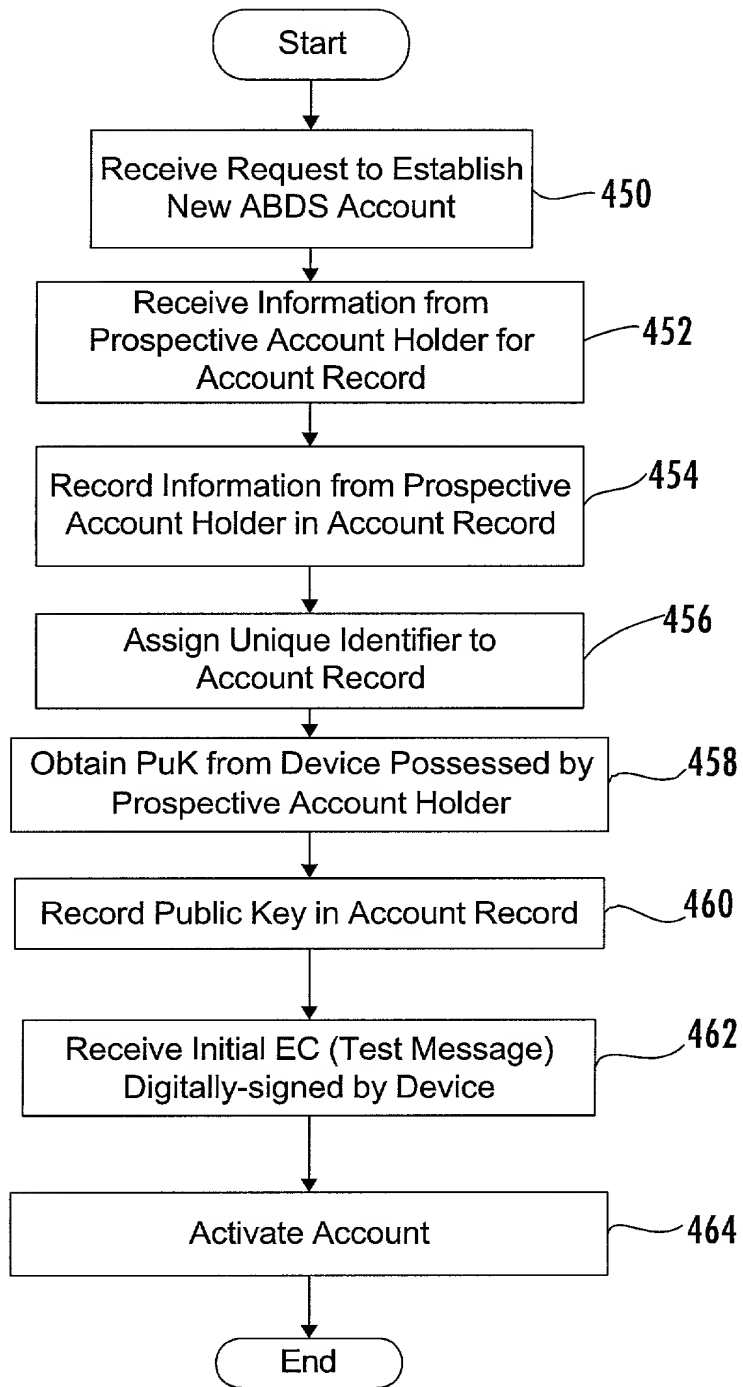 Start
Receive Request to Establish
New ABDS Account
450
Receive Information from
Prospective Account Holder for
Account Record
452
Record Information from Prospective
Account Holder in Account Record
454
Assign Unique Identifier to
Account Record
456
Obtain PuK from Device Possessed by
Prospective Account Holder
458
Record Public Key in Account Record
460
Receive Initial EC (Test Message)
Digitally-signed by Device
462
Activate Account
464
End